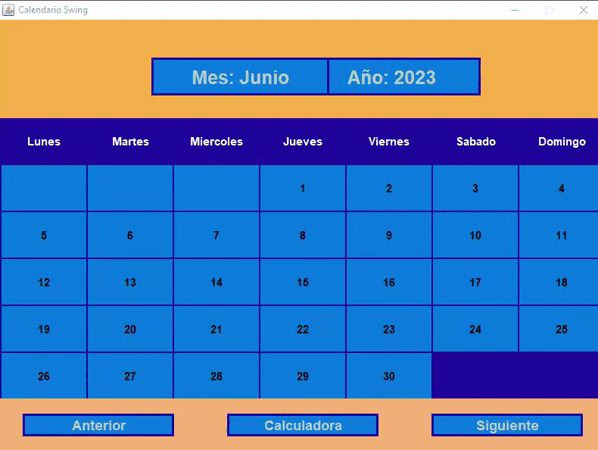 Calendario Swing
Mes: Junio Año: 2023
Lunes Martes Miercoles Jueves Viernes Sabado Domingo
1 2 3 4
5 6 7 8 9 10 11
12 13 14 15 16 17 18
19 20 21 22 23 24 25
26 27 28 29 30
Anterior Calculadora Siguiente